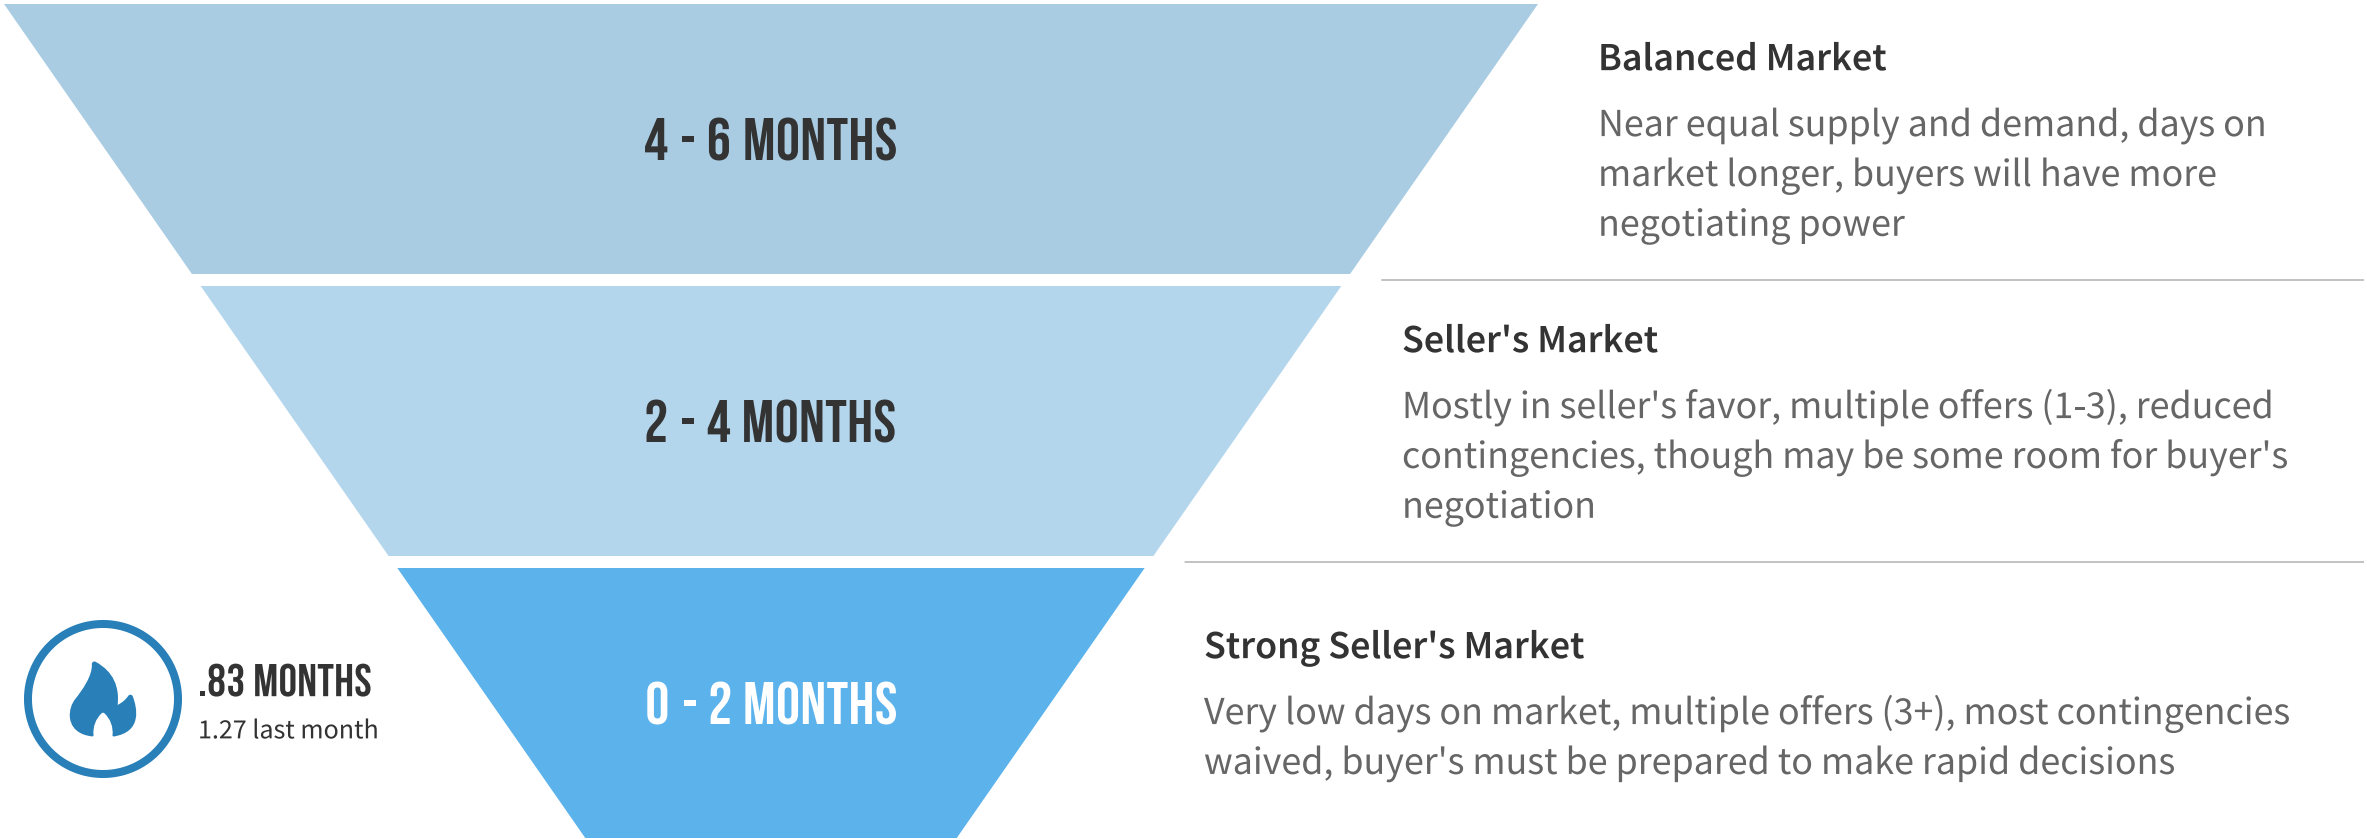 4 - 6 MONTHS
Balanced Market
Near equal supply and demand, days on
market longer, buyers will have more
negotiating power
2 - 4 MONTHS
Seller's Market
Mostly in seller's favor, multiple offers (1-3), reduced
contingencies, though may be some room for buyer's
negotiation
.83 MONTHS
1.27 last month
0 - 2 MONTHS
Strong Seller's Market
Very low days on market, multiple offers (3+), most contingencies
waived, buyer's must be prepared to make rapid decisions